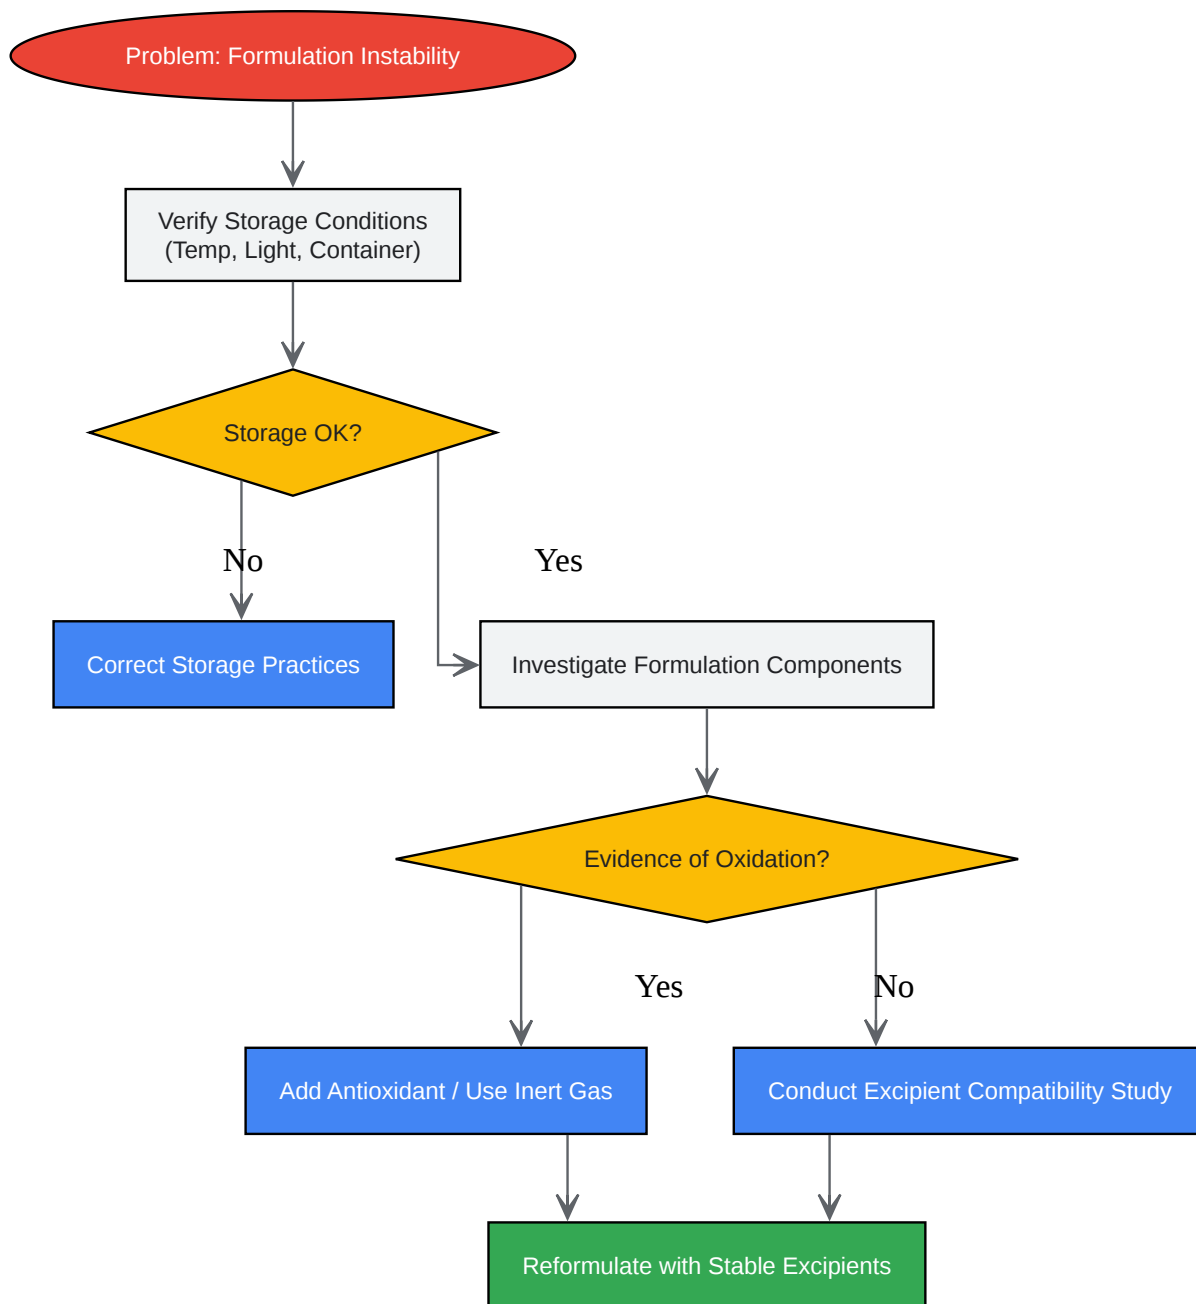 Problem: Formulation Instability
Verify Storage Conditions
(Temp, Light, Container)
Storage OK?
No
Yes
Correct Storage Practices
Investigate Formulation Components
Evidence of Oxidation?
Yes
No
Add Antioxidant / Use Inert Gas
Conduct Excipient Compatibility Study
Reformulate with Stable Excipients